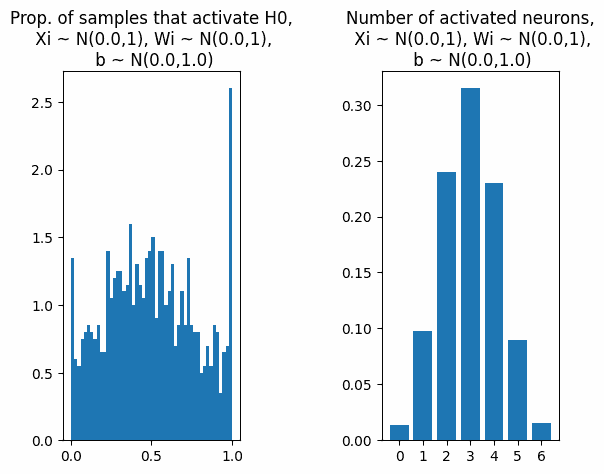 Prop. of samples that activate H0,
Xi ~ N(0.0,1), Wi ~ N(0.0,1),
b ~ N(0.0,1.0)
2.5
2.0
1.5
1.0
0.5
0.0
0.0 0.5 1.0
Number of activated neurons,
Xi ~ N(0.0,1), Wi ~ N(0.0,1),
b ~ N(0.0,1.0)
0.30
0.25
0.20
0.15
0.10
0.05
0.00
0 1 2 3 4 5 6